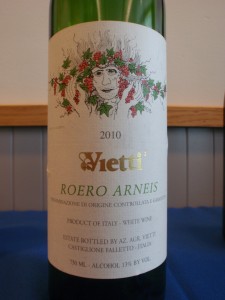 2010
Vietti
ROERO ARNEIS
DENOMINAZIONE DI ORIGINE CONTROLLATA E GARANTITA
PRODUCT OF ITALY - WHITE WINE
ESTATE BOTTLED BY AZ. AGR. VIETTI
CASTIGLIONE FALLETTO - ITALIA
750 ML - ALCOHOL 13% BY VOL.